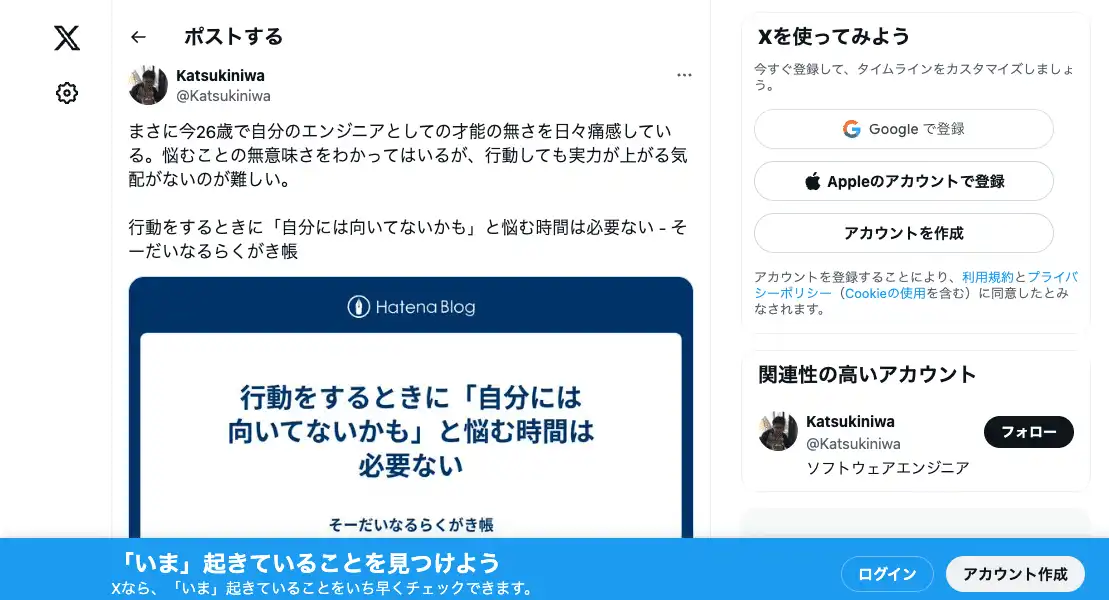 ポストする
Katsukiniwa
@Katsukiniwa
まさに今26歳で自分のエンジニアとしての才能の無さを日々痛感してい
る。悩むことの無意味さをわかってはいるが、行動しても実力が上がる気
配がないのが難しい。
行動をするときに「自分には向いてないかも」と悩む時間は必要ない - そ
ーだいなるらくがき帳
Hatena Blog
行動をするときに「自分には
向いてないかも」と悩む時間は
必要ない
そーだいなるらくがき帳
Xを使ってみよう
今すぐ登録して、タイムラインをカスタマイズしましょ
う。
Google で登録
Appleのアカウントで登録
アカウントを作成
アカウントを登録することにより、利用規約とプライバ
シーポリシー（Cookieの使用を含む）に同意したとみ
なされます。
関連性の高いアカウント
Katsukiniwa
@Katsukiniwa
フォロー
ソフトウェアエンジニア
「いま」起きていることを見つけよう
Xなら、「いま」起きていることをいち早くチェックできます。
ログイン
アカウント作成